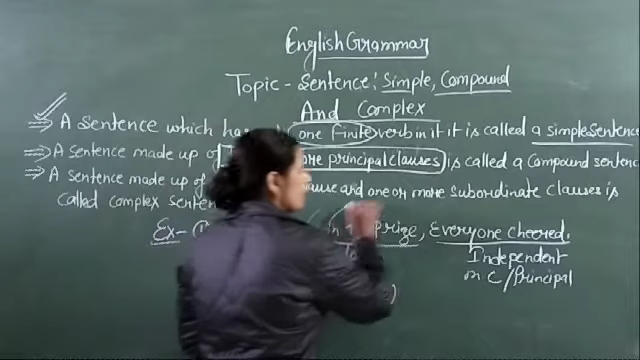 English Grammar
Topic - Sentence: Simple, Compound
And Complex
A Sentence which has one finite verb in it it is called a simple sentence
A sentence made up of more principal clauses is called a Compound sentence
A sentence made up of clause and one or more subordinate clauses is
called complex sentence
Ex - prize, Everyone cheered.
Independent
m C/Principal